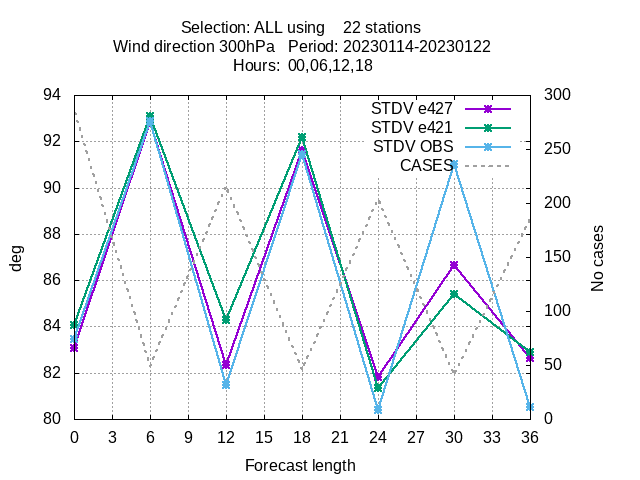 Selection: ALL using    22 stations
Wind direction 300hPa   Period: 20230114-20230122
Hours:  00,06,12,18
94
92
90
88
86
84
82
80
deg
300
250
200
150
100
50
0
No cases
STDV e427
STDV e421
STDV OBS
CASES
0 3 6 9 12 15 18 21 24 27 30 33 36
Forecast length